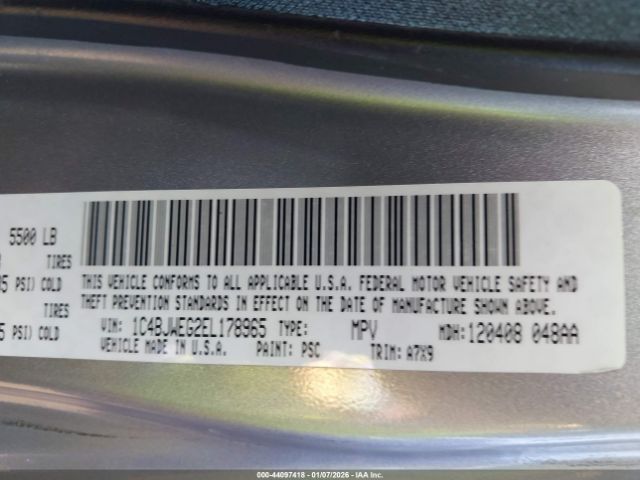 5500 LB
TIRES
PSI) COLD
TIRES
PSI) COLD
THIS VEHICLE CONFORMS TO ALL APPLICABLE U.S.A. FEDERAL MOTOR VEHICLE SAFETY AND
THEFT PREVENTION STANDARDS IN EFFECT ON THE DATE OF MANUFACTURE SHOWN ABOVE.
VIN: 1C4BJWEG2EL178965 TYPE: MPV MDH: 120408 048AA
VEHICLE MADE IN U.S.A. PAINT: PSC TRIM: A7X9
000-44097418 - 01/07/2026 - IAA Inc.